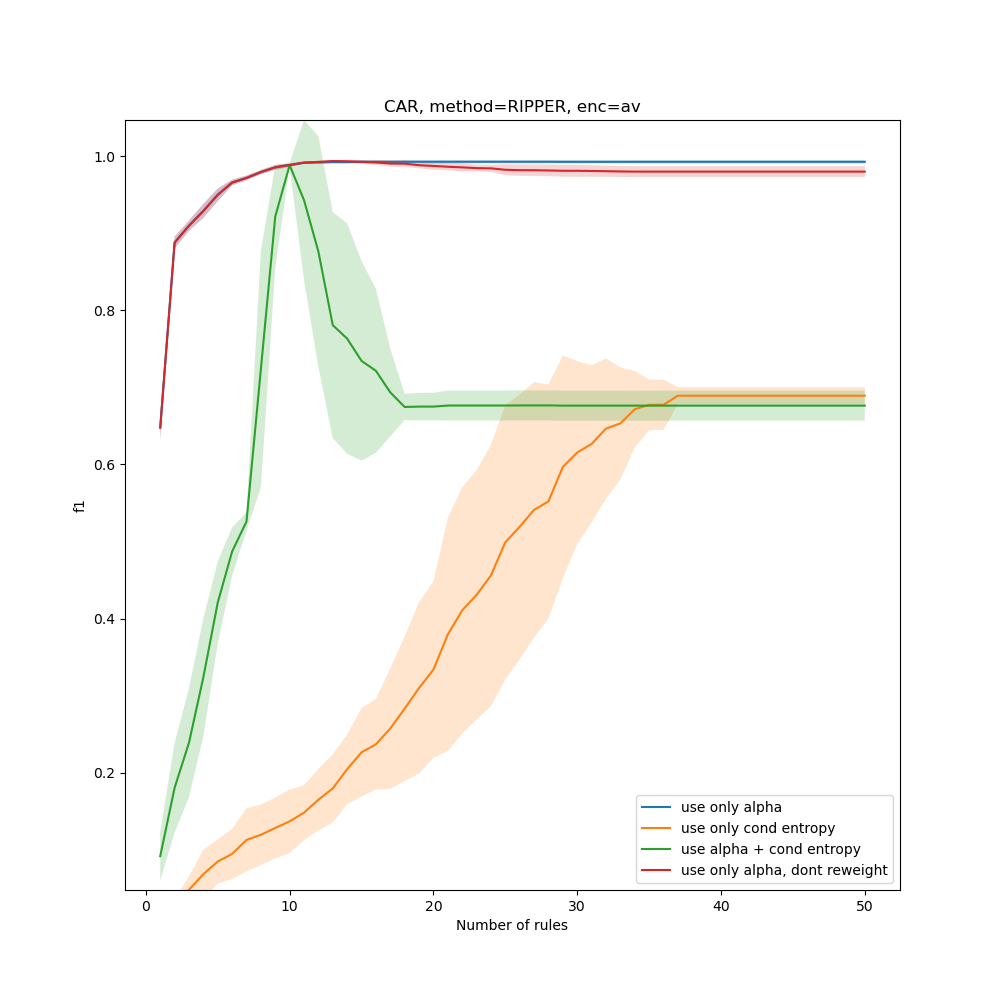 CAR, method=RIPPER, enc=av
1.0
0.8
0.6
0.4
0.2
f1
0 10 20 30 40 50
Number of rules
use only alpha
use only cond entropy
use alpha + cond entropy
use only alpha, dont reweight